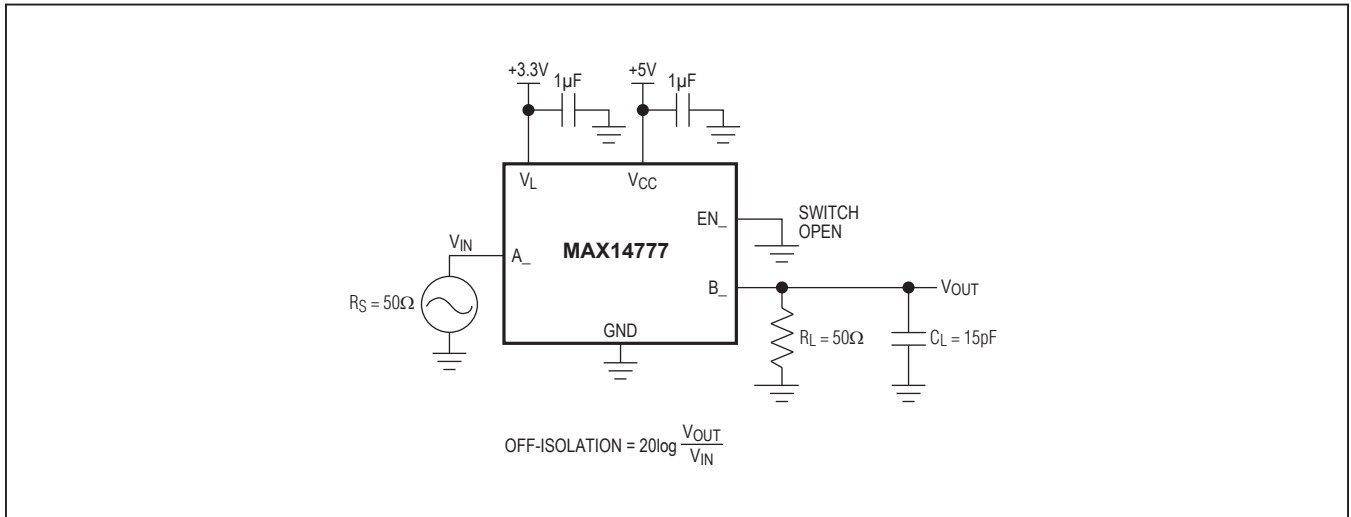 +3.3V
1µF
+5V
1µF
VL
VCC
EN_
SWITCH
OPEN
VIN
A_
MAX14777
B_
VOUT
RS = 50Ω
GND
RL = 50Ω
CL = 15pF
OFF-ISOLATION = 20log VOUT
VIN